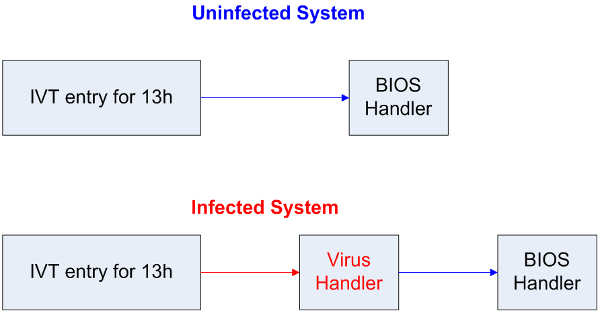 Uninfected System
IVT entry for 13h
BIOS
Handler
Infected System
IVT entry for 13h
Virus
Handler
BIOS
Handler